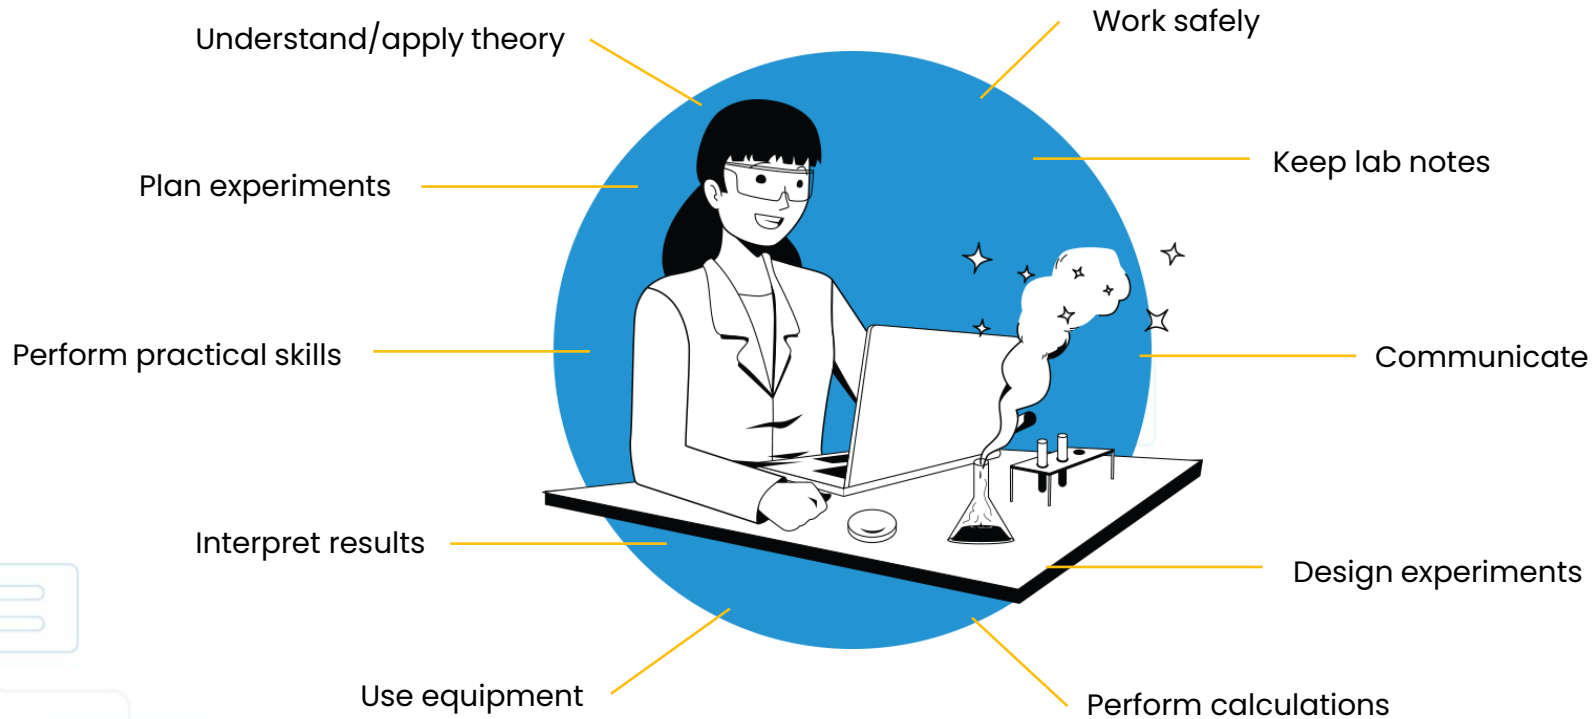 Understand/apply theory
Work safely
Plan experiments
Keep lab notes
Perform practical skills
Communicate
Interpret results
Design experiments
Use equipment
Perform calculations